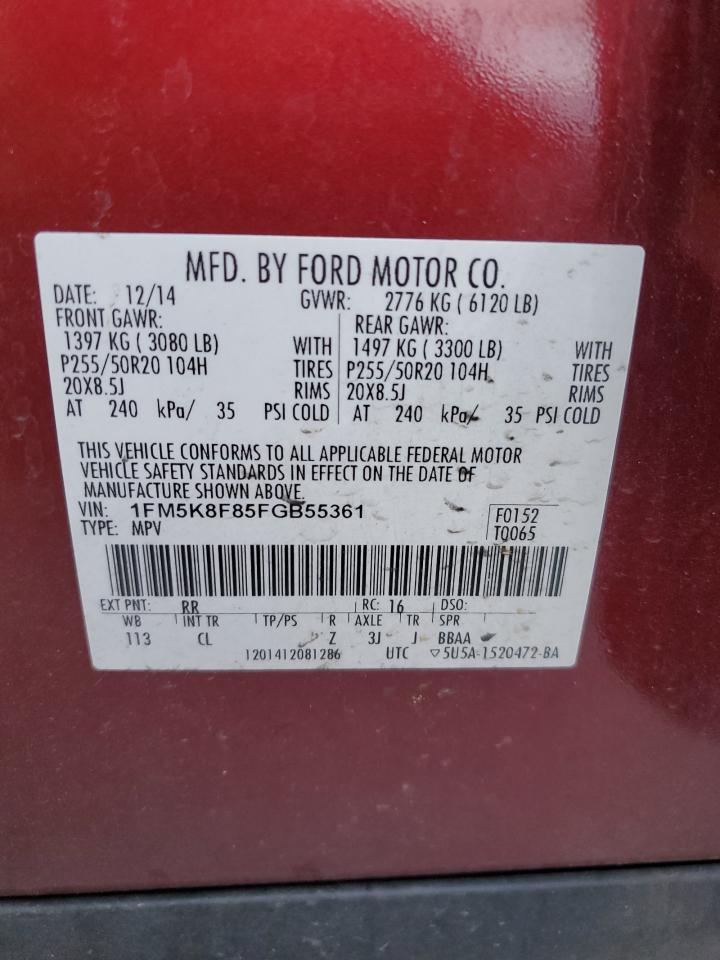 MFD. BY FORD MOTOR CO.
DATE: 12/14 GVWR: 2776 KG ( 6120 LB)
FRONT GAWR: REAR GAWR:
1397 KG ( 3080 LB) WITH 1497 KG ( 3300 LB) WITH
P255/50R20 104H TIRES P255/50R20 104H TIRES
20X8.5J RIMS 20X8.5J RIMS
AT 240 kPa/ 35 PSI COLD AT 240 kPa/ 35 PSI COLD
THIS VEHICLE CONFORMS TO ALL APPLICABLE FEDERAL MOTOR
VEHICLE SAFETY STANDARDS IN EFFECT ON THE DATE OF
MANUFACTURE SHOWN ABOVE.
VIN: 1FM5K8F85FGB55361 F0152
TYPE: MPV T0065
EXT PNT: RR RC: 16 DSO:
WB INT TR TP/PS R AXLE TR SPR
113 CL Z 3J J BBAA
1201412081286 UTC ▽5U5A-1520472-BA